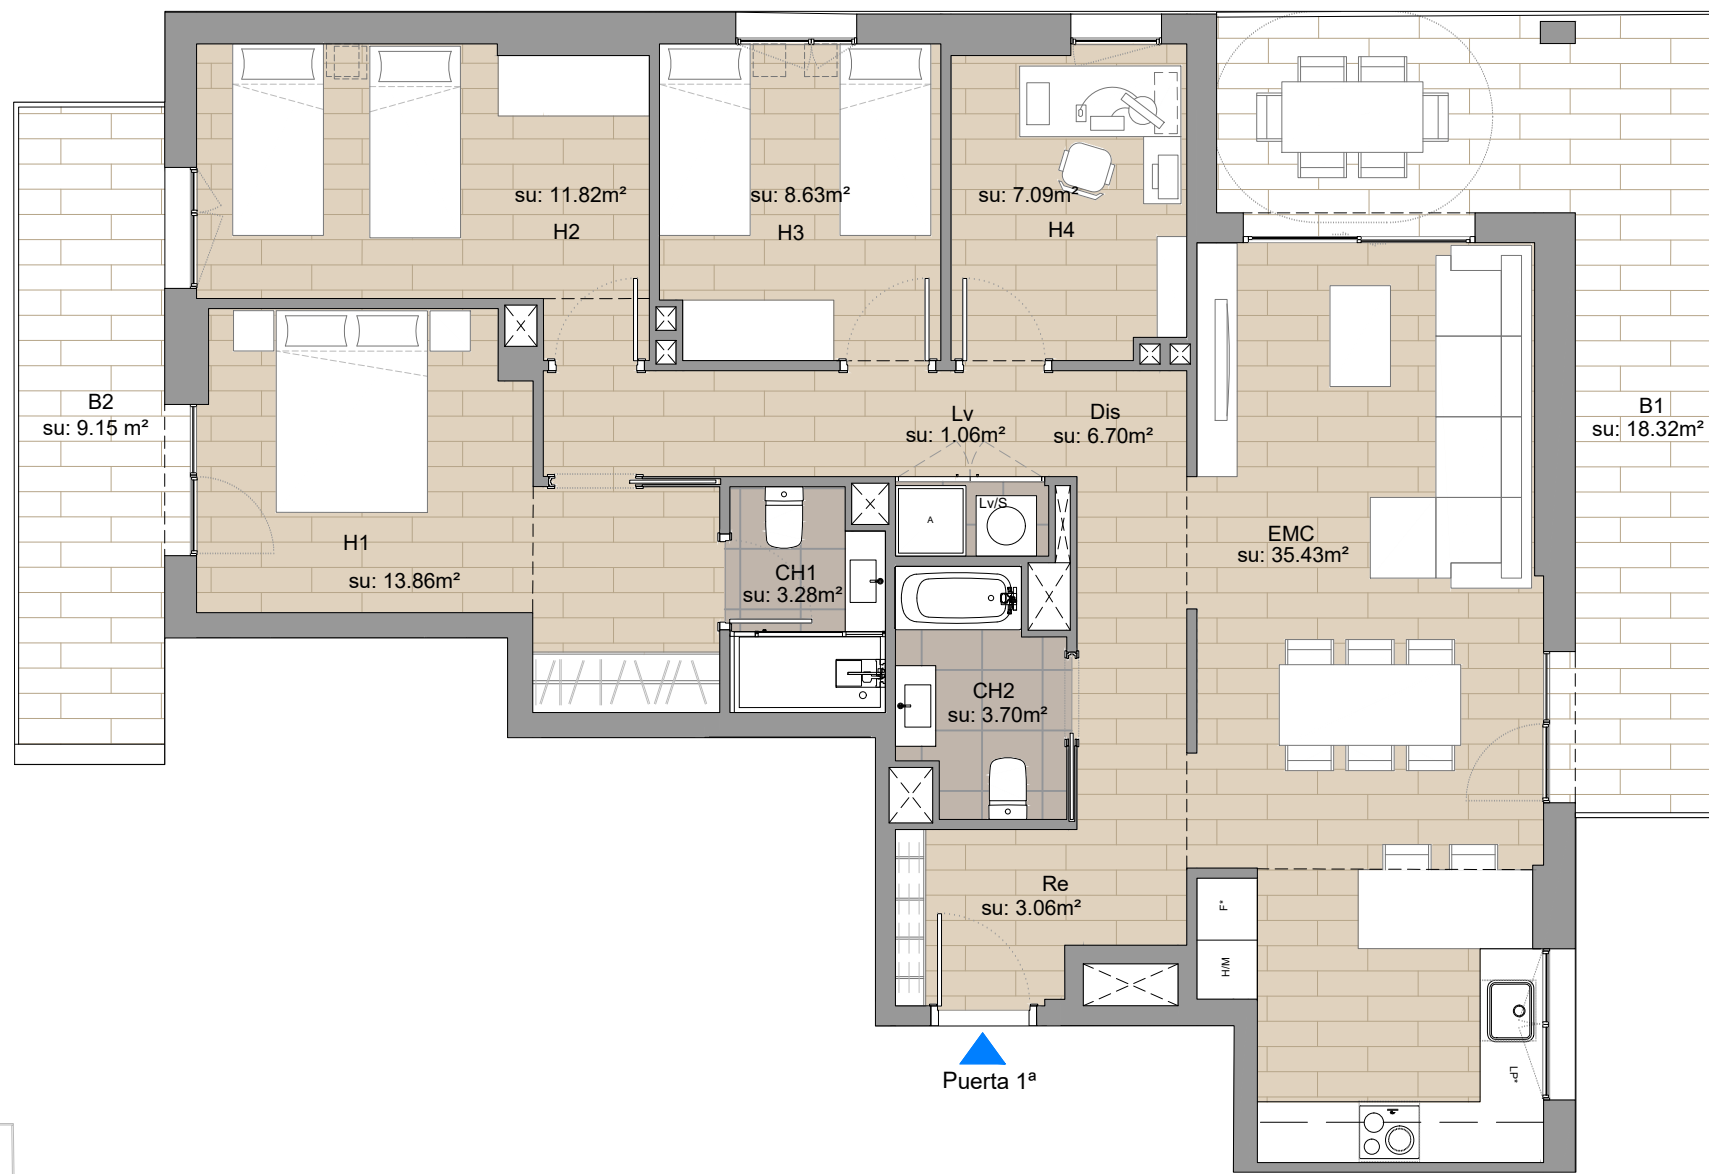 su: 11.82m²
H2
su: 8.63m²
H3
su: 7.09m²
H4
B2
su: 9.15 m²
Lv
su: 1.06m²
Dis
su: 6.70m²
B1
su: 18.32m²
Lv/S
A
H1
su: 13.86m²
CH1
su: 3.28m²
EMC
su: 35.43m²
CH2
su: 3.70m²
Re
su: 3.06m²
F*
H/M
LP*
Puerta 1ª